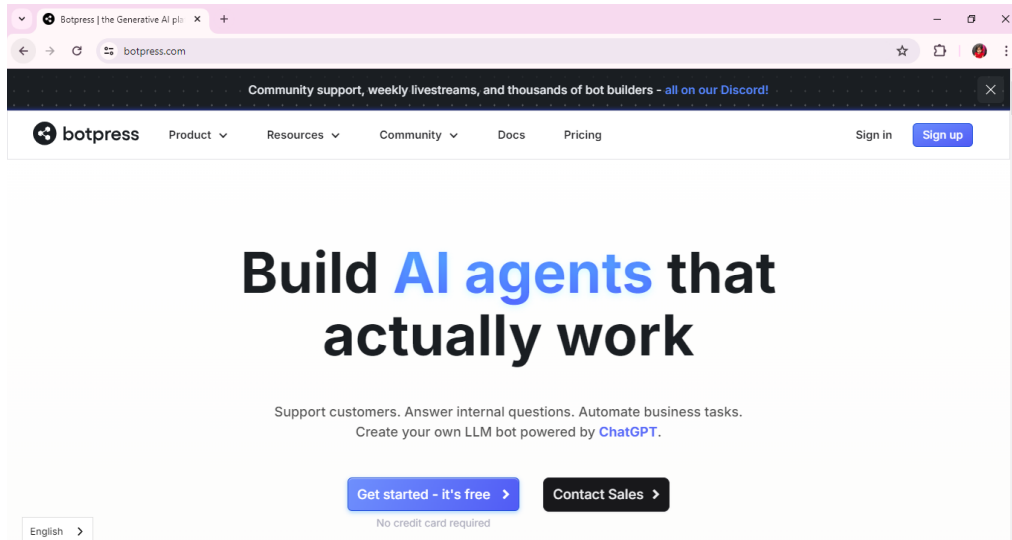 Botpress | the Generative AI pla
botpress.com
Community support, weekly livestreams, and thousands of bot builders - all on our Discord!
botpress Product Resources Community Docs Pricing Sign in Sign up
Build AI agents that
actually work
Support customers. Answer internal questions. Automate business tasks.
Create your own LLM bot powered by ChatGPT.
Get started - it's free Contact Sales
No credit card required
English